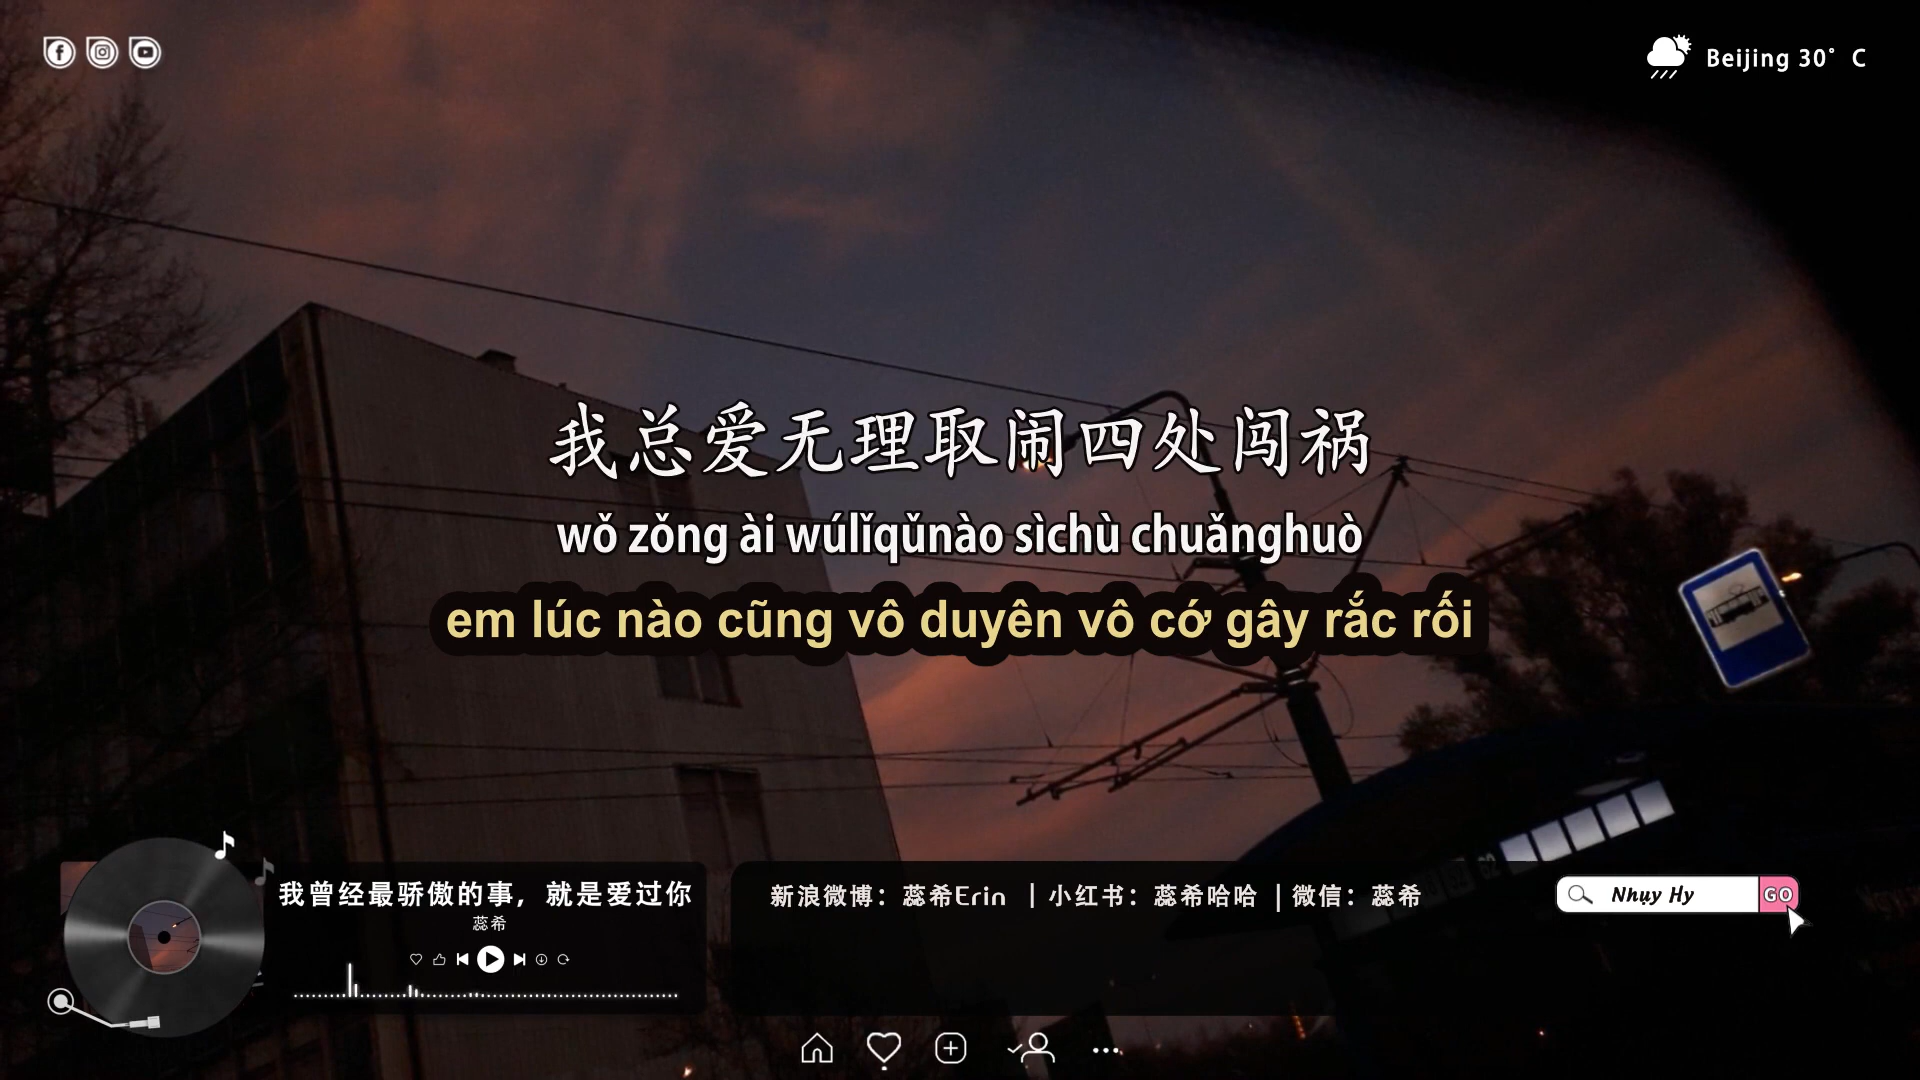 Beijing 30° C
我总爱无理取闹四处闯祸
wǒ zǒng ài wúlǐqǔnào sìchù chuǎnghuò
em lúc nào cũng vô duyên vô cớ gây rắc rối
我曾经最骄傲的事，就是爱过你
蕊希
新浪微博：蕊希Erin ｜小红书：蕊希哈哈 ｜微信：蕊希
Nhụy Hy GO